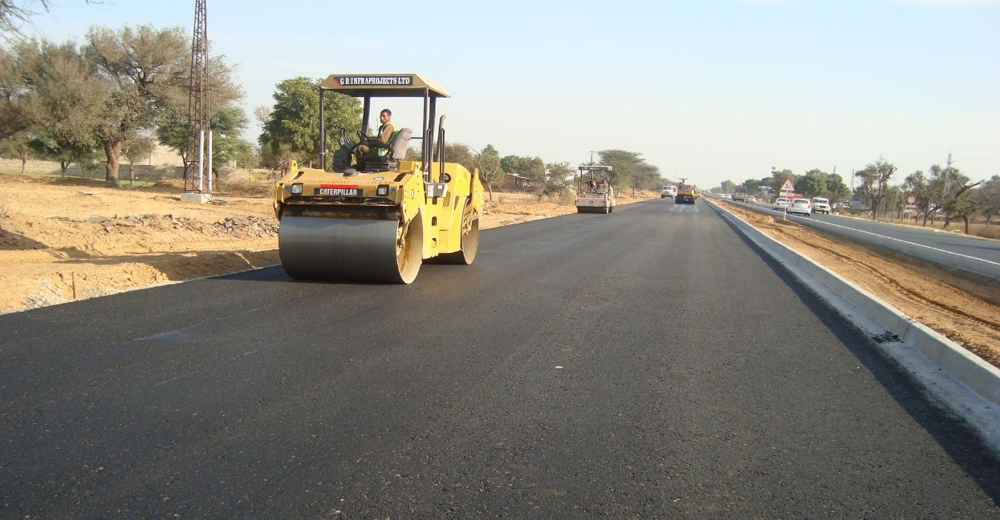 G R INFRAPROJECTS LTD
CATERPILLAR